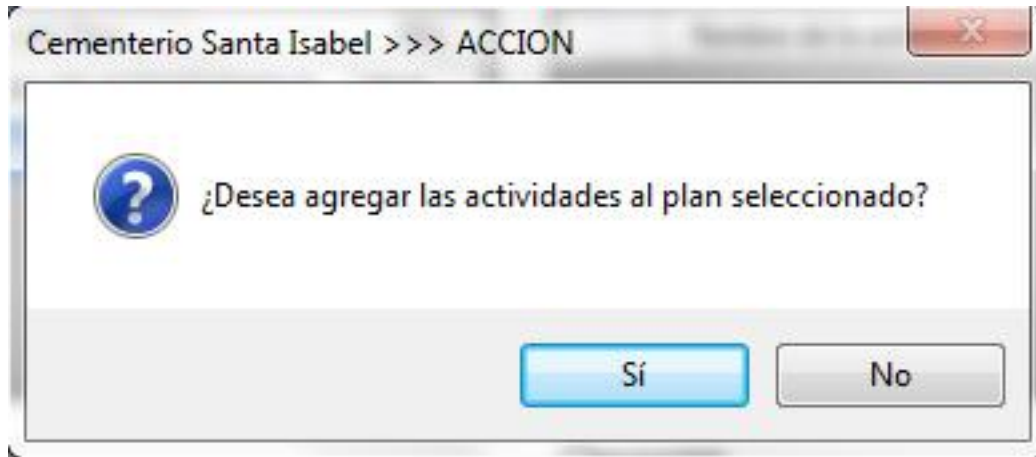 Cementerio Santa Isabel >>> ACCION
¿Desea agregar las actividades al plan seleccionado?
Sí
No